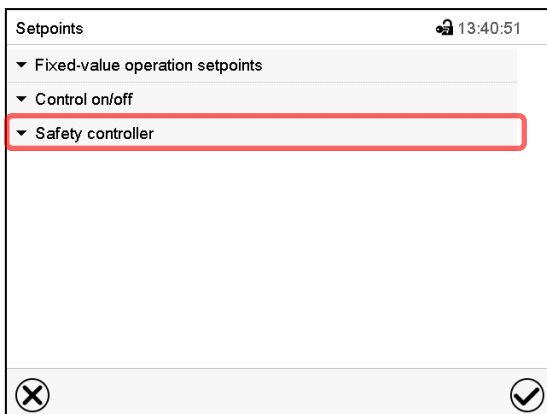 Setpoints 13:40:51
Fixed-value operation setpoints
Control on/off
Safety controller